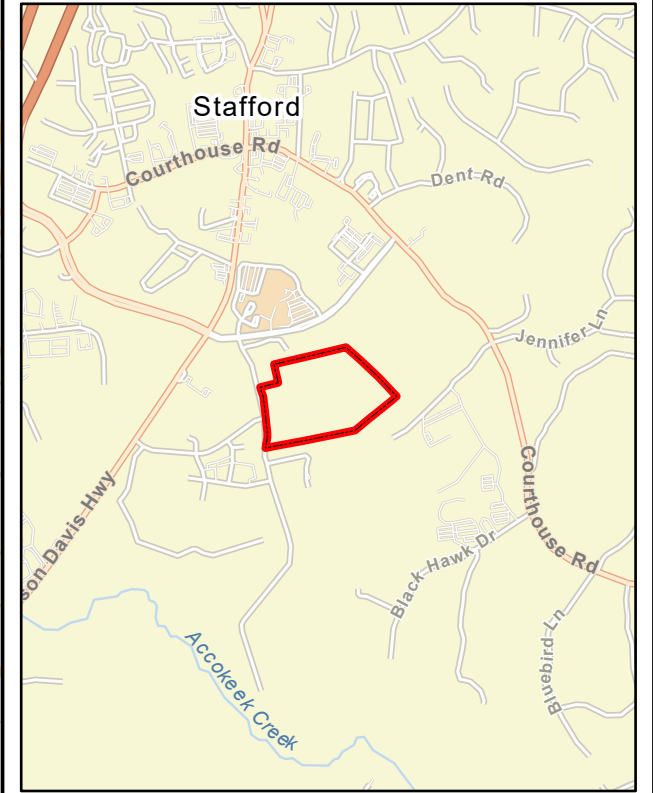 Stafford
Courthouse Rd
Dent Rd
Jennifer Ln
Courthouse Rd
son Davis Hwy
Black Hawk Dr
Bluebird Ln
Accokeek Creek